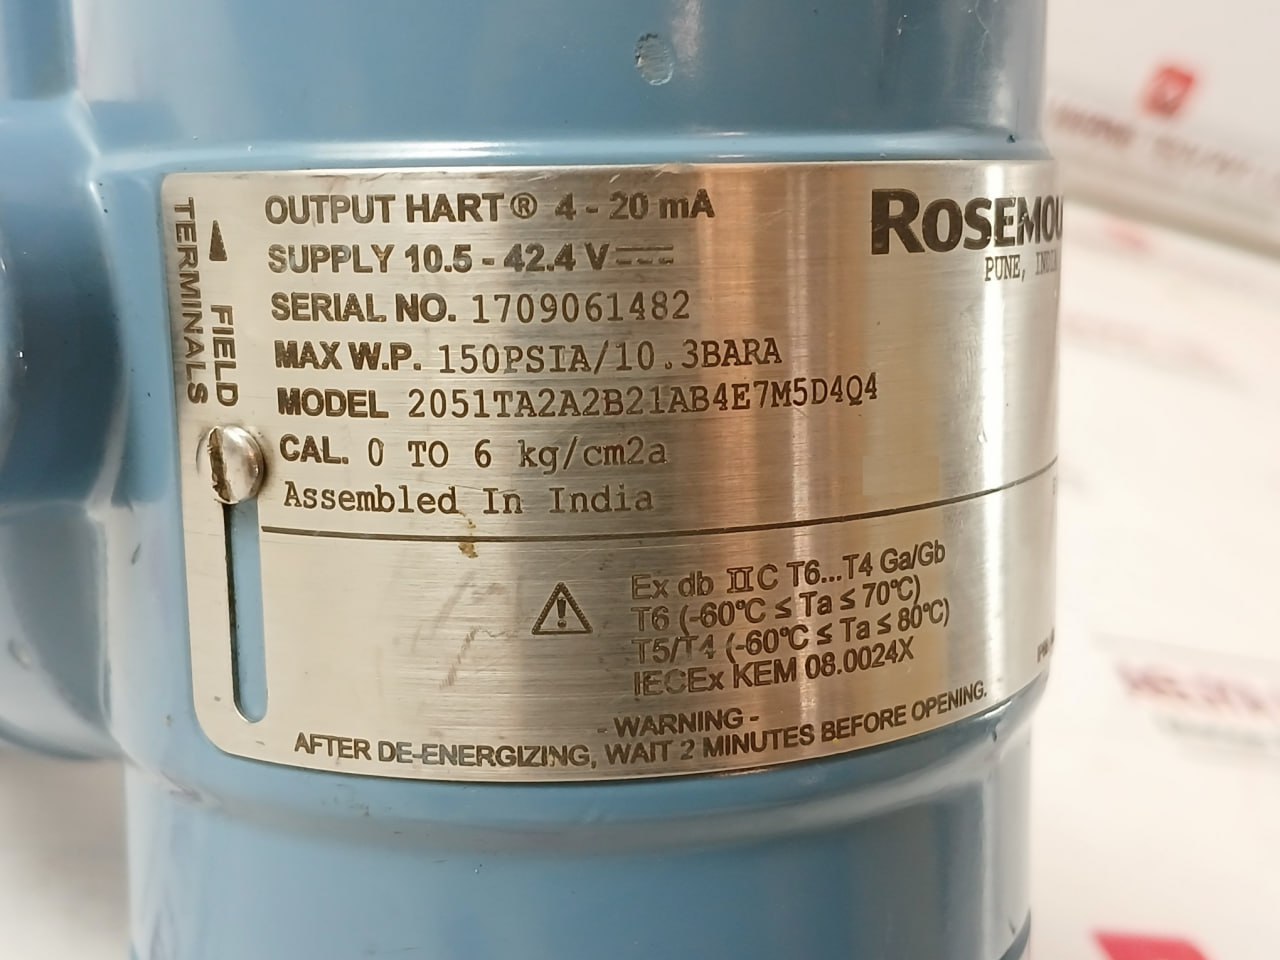 OUTPUT HART® 4 - 20 mA
SUPPLY 10.5 - 42.4 V
SERIAL NO. 1709061482
MAX W.P. 150PSIA/10.3BARA
MODEL 2051TA2A2B21AB4E7M5D4Q4
CAL. 0 TO 6 kg/cm2a
Assembled In India
ROSEMOU
PUNE, INDIA
FIELD
TERMINALS
Ex db IIC T6...T4 Ga/Gb
T6 (-60°C ≤ Ta ≤ 70°C)
T5/T4 (-60°C ≤ Ta ≤ 80°C)
IECEx KEM 08.0024X
- WARNING -
AFTER DE-ENERGIZING, WAIT 2 MINUTES BEFORE OPENING.